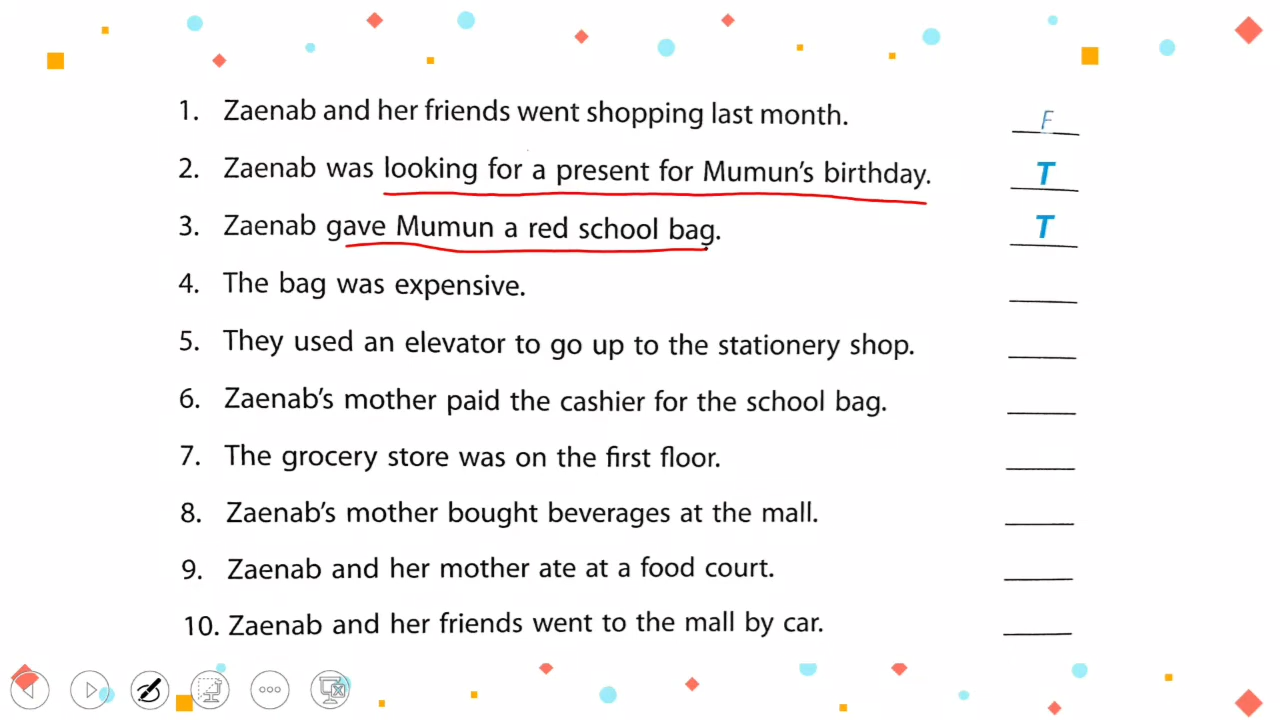 1. Zaenab and her friends went shopping last month. F
2. Zaenab was looking for a present for Mumun's birthday. T
3. Zaenab gave Mumun a red school bag. T
4. The bag was expensive.
5. They used an elevator to go up to the stationery shop.
6. Zaenab's mother paid the cashier for the school bag.
7. The grocery store was on the first floor.
8. Zaenab's mother bought beverages at the mall.
9. Zaenab and her mother ate at a food court.
10. Zaenab and her friends went to the mall by car.